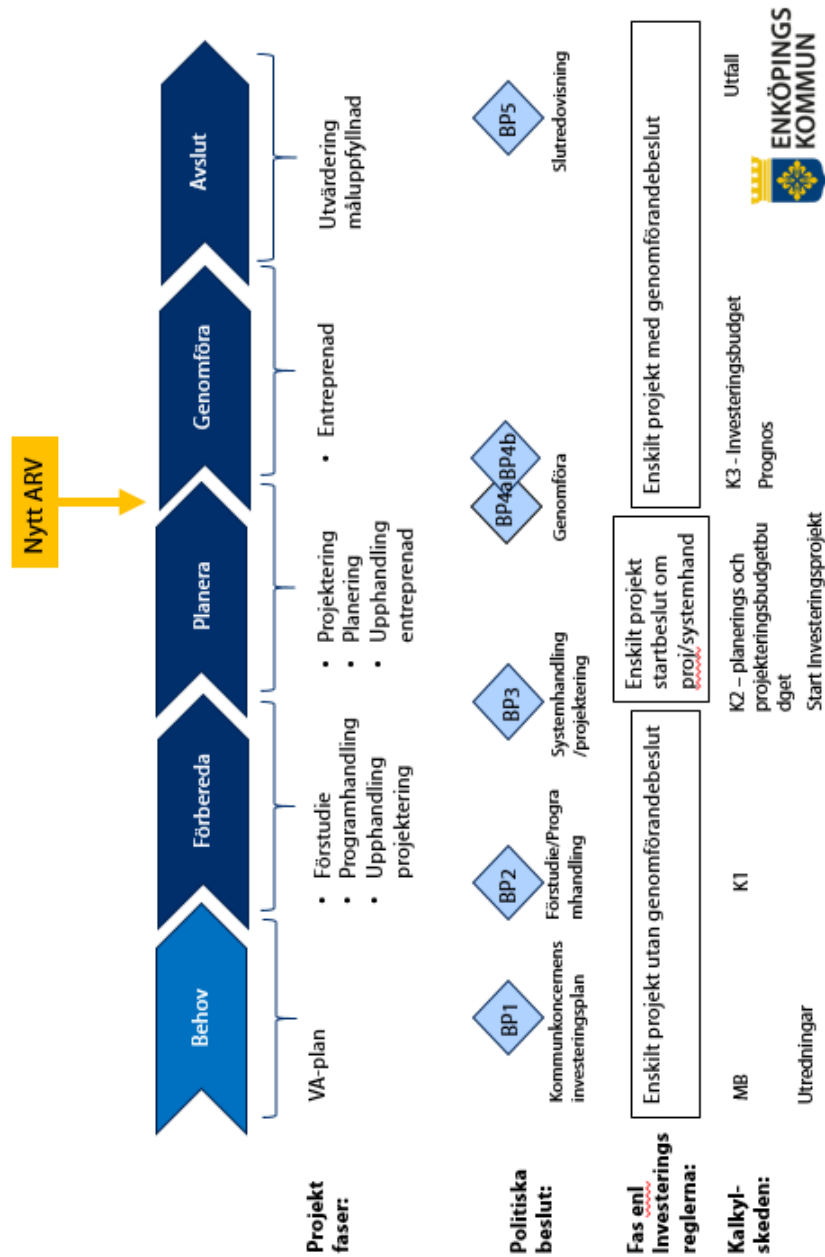 Nytt ARV
Behov
Förbereda
Planera
Genomföra
Avslut
Projekt
faser:
VA-plan
• Förstudie
• Programhandling
• Upphandling
projektering
• Projektering
• Planering
• Upphandling
entreprenad
• Entreprenad
Utvärdering
måluppfyllnad
Politiska
beslut:
BP1
Kommunkoncernens
investeringsplan
BP2
Förstudie/Progra
mhandling
BP3
Systemhandling
/projektering
BP4a
BP4b
Genomföra
BP5
Slutredovisning
Fas enl
Investerings
reglerna:
Enskilt projekt utan genomförandebeslut
Enskilt projekt
startbeslut om
proj/systemhand
Enskilt projekt med genomförandebeslut
Kalkyl-
skeden:
MB
Utredningar
K1
K2 – planerings och
projekteringsbudgetbu
dget
Start Investeringsprojekt
K3 - Investeringsbudget
Prognos
Utfall
ENKÖPINGS
KOMMUN